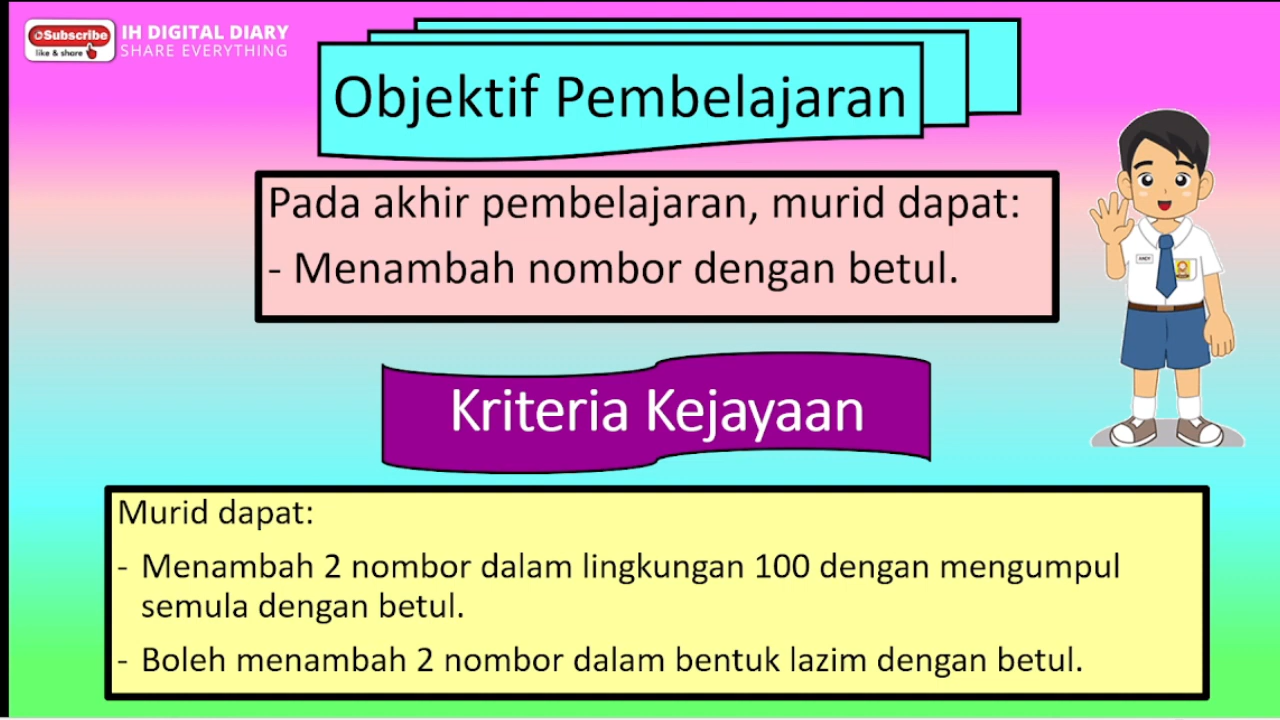 Subscribe
like & share
IH DIGITAL DIARY
SHARE EVERYTHING
Objektif Pembelajaran
Pada akhir pembelajaran, murid dapat:
- Menambah nombor dengan betul.
Kriteria Kejayaan
Murid dapat:
- Menambah 2 nombor dalam lingkungan 100 dengan mengumpul
semula dengan betul.
- Boleh menambah 2 nombor dalam bentuk lazim dengan betul.